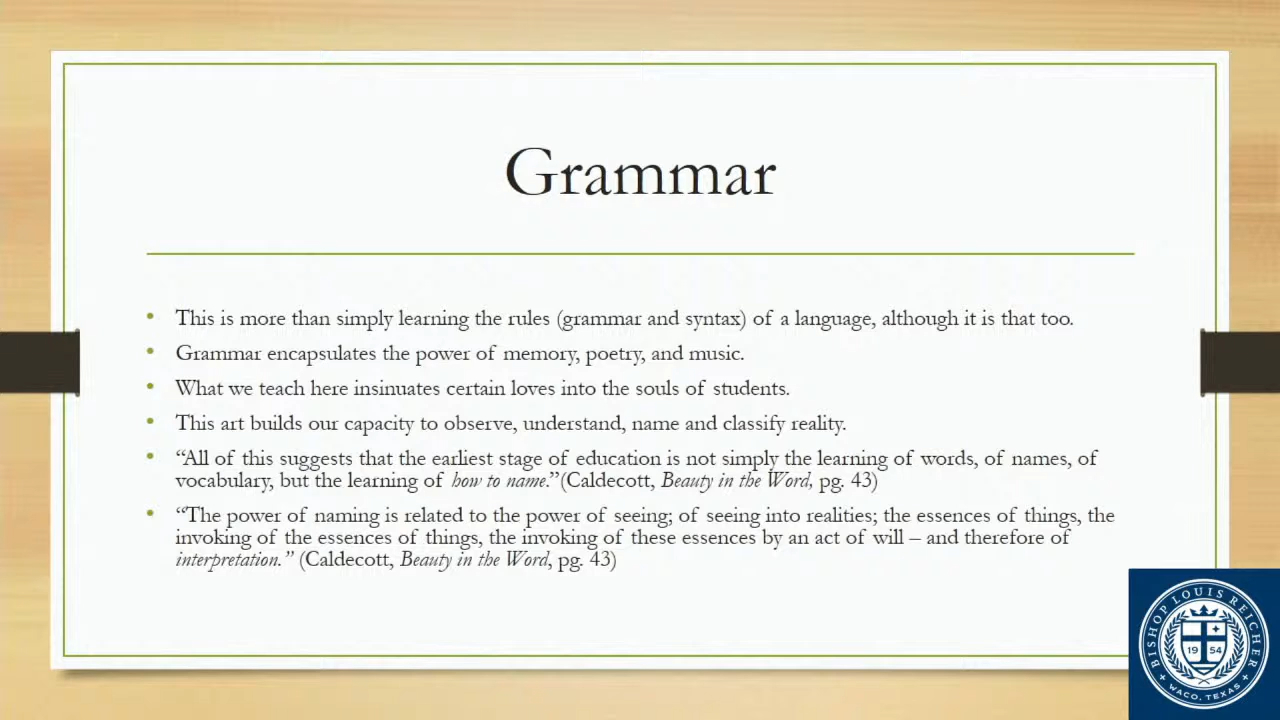 Grammar
• This is more than simply learning the rules (grammar and syntax) of a language, although it is that too.
• Grammar encapsulates the power of memory, poetry, and music.
• What we teach here insinuates certain loves into the souls of students.
• This art builds our capacity to observe, understand, name and classify reality.
• “All of this suggests that the earliest stage of education is not simply the learning of words, of names, of
vocabulary, but the learning of how to name.”(Caldecott, Beauty in the Word, pg. 43)
• “The power of naming is related to the power of seeing; of seeing into realities; the essences of things, the
invoking of the essences of things, the invoking of these essences by an act of will – and therefore of
interpretation.” (Caldecott, Beauty in the Word, pg. 43)
BISHOP LOUIS REICHER
19 54
WACO, TEXAS